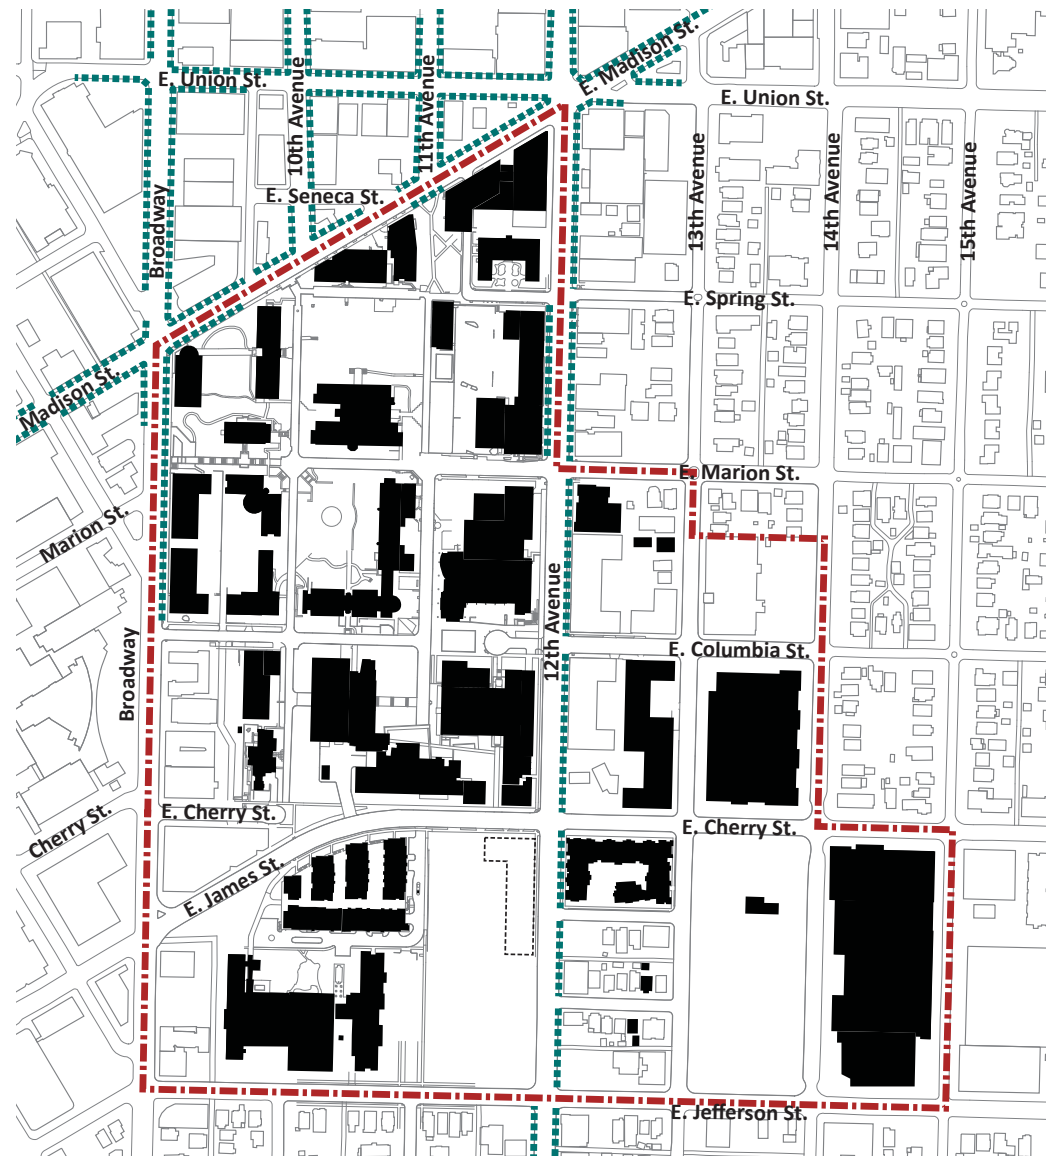 E. Madison St.
E. Union St.
10th Avenue
11th Avenue
E. Union St.
Broadway
E. Seneca St.
13th Avenue
14th Avenue
15th Avenue
E. Spring St.
Madison St.
E. Marion St.
Marion St.
12th Avenue
E. Columbia St.
Broadway
E. Cherry St.
Cherry St.
E. Cherry St.
E. James St.
E. Jefferson St.